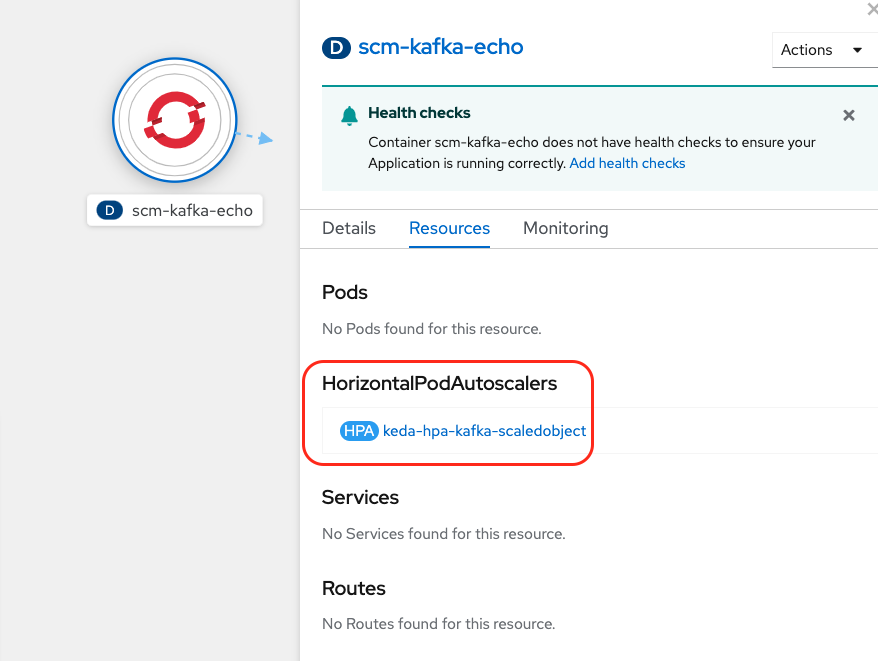 D scm-kafka-echo
D scm-kafka-echo
Actions
Health checks
Container scm-kafka-echo does not have health checks to ensure your
Application is running correctly. Add health checks
Details Resources Monitoring
Pods
No Pods found for this resource.
HorizontalPodAutoscalers
HPA keda-hpa-kafka-scaledobject
Services
No Services found for this resource.
Routes
No Routes found for this resource.